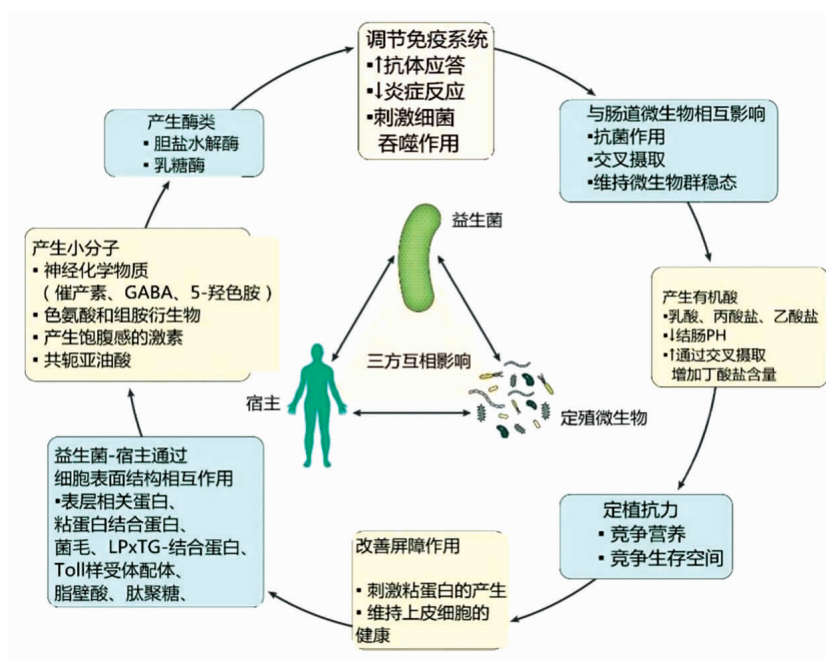 调节免疫系统
▪↑抗体应答
▪↓炎症反应
▪刺激细菌
吞噬作用
与肠道微生物相互影响
▪抗菌作用
▪交叉摄取
▪维持微生物群稳态
产生有机酸
▪乳酸、丙酸盐、乙酸盐
▪↓结肠PH
▪↑通过交叉摄取
增加丁酸盐含量
定植抗力
▪ 竞争营养
▪ 竞争生存空间
改善屏障作用
▪ 刺激粘蛋白的产生
▪ 维持上皮细胞的
健康
益生菌-宿主通过
细胞表面结构相互作用
▪表层相关蛋白、
粘蛋白结合蛋白、
菌毛、LPxTG-结合蛋白、
Toll样受体配体、
脂壁酸、肽聚糖、
产生小分子
▪ 神经化学物质
（催产素、GABA、5-羟色胺）
▪ 色氨酸和组胺衍生物
▪ 产生饱腹感的激素
▪ 共轭亚油酸
产生酶类
▪ 胆盐水解酶
▪ 乳糖酶
益生菌
三方互相影响
宿主
定殖微生物